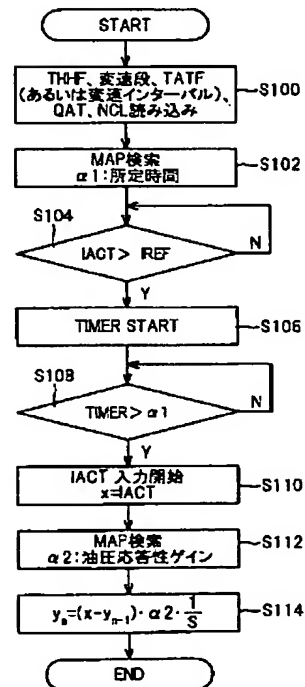 START
THHF、変速段、TATF
(あるいは変速インターバル)、
QAT、NCL読み込み
S100
MAP検索
α1:所定時間
S102
S104
IACT > IREF
N
Y
TIMER START
S106
S108
TIMER > α1
N
Y
IACT 入力開始
x=IACT
S110
MAP検索
α2:油圧応答性ゲイン
S112
yn=(x-yn-1)・α2・1/S
S114
END